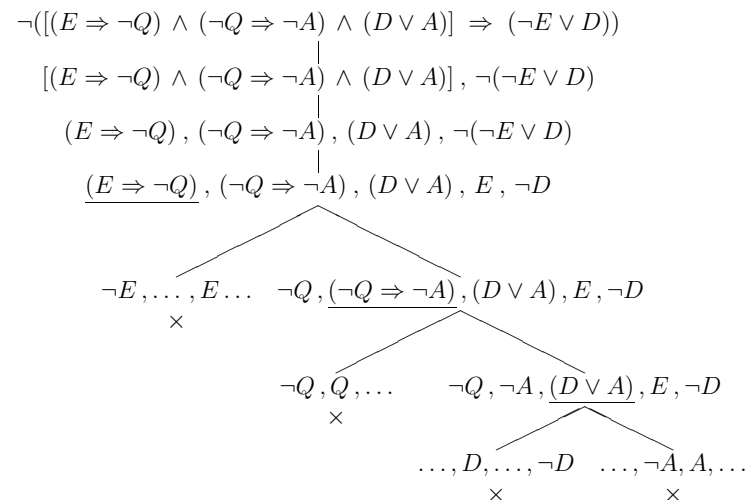 ¬([(E ⇒ ¬Q) ∧ (¬Q ⇒ ¬A) ∧ (D ∨ A)] ⇒ (¬E ∨ D))
[(E ⇒ ¬Q) ∧ (¬Q ⇒ ¬A) ∧ (D ∨ A)] , ¬(¬E ∨ D)
(E ⇒ ¬Q) , (¬Q ⇒ ¬A) , (D ∨ A) , ¬(¬E ∨ D)
(E ⇒ ¬Q) , (¬Q ⇒ ¬A) , (D ∨ A) , E , ¬D
¬E , … , E … ¬Q , (¬Q ⇒ ¬A) , (D ∨ A) , E , ¬D
×
¬Q , Q , … ¬Q , ¬A , (D ∨ A) , E , ¬D
×
… , D, … , ¬D … , ¬A, A, …
× ×